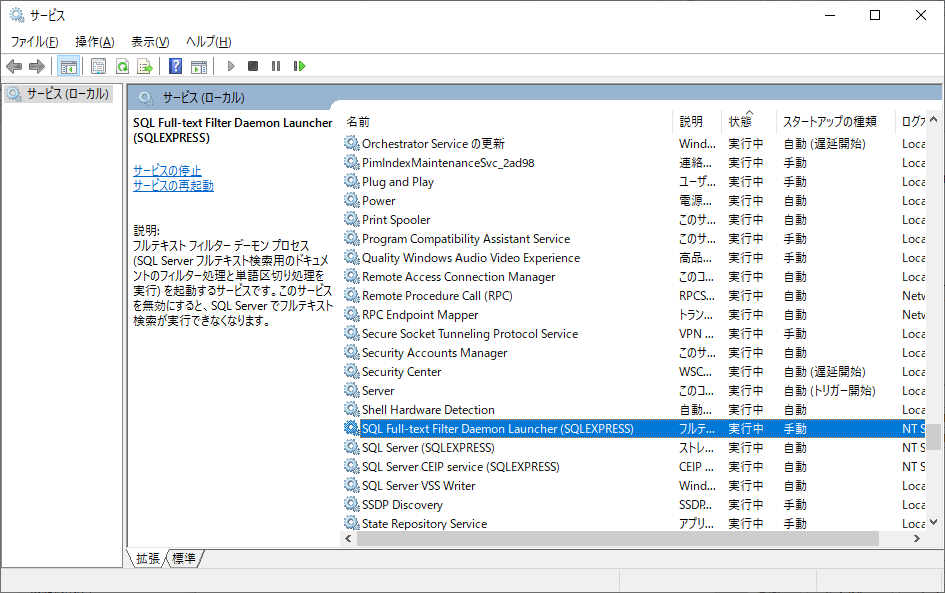 サービス
ファイル(F) 操作(A) 表示(V) ヘルプ(H)
サービス (ローカル)
サービス (ローカル)
SQL Full-text Filter Daemon Launcher
(SQLEXPRESS)
サービスの停止
サービスの再起動
説明:
フルテキスト フィルター デーモン プロセス
(SQL Server フルテキスト検索用のドキュメ
ントのフィルター処理と単語区切り処理を
実行) を起動するサービスです。このサービス
を無効にすると、SQL Server でフルテキスト
検索が実行できなくなります。
名前 説明 状態 スタートアップの種類 ログオ
Orchestrator Service の更新 Wind... 実行中 自動 (遅延開始) Loca
PimIndexMaintenanceSvc_2ad98 連絡... 実行中 手動 Loca
Plug and Play ユーザ... 実行中 手動 Loca
Power 電源... 実行中 自動 Loca
Print Spooler このサ... 実行中 自動 Loca
Program Compatibility Assistant Service このサ... 実行中 手動 Loca
Quality Windows Audio Video Experience 高品... 実行中 手動 Loca
Remote Access Connection Manager このコ... 実行中 自動 Loca
Remote Procedure Call (RPC) RPCS... 実行中 自動 Netw
RPC Endpoint Mapper トラン... 実行中 自動 Netw
Secure Socket Tunneling Protocol Service VPN ... 実行中 手動 Loca
Security Accounts Manager このサ... 実行中 自動 Loca
Security Center WSC... 実行中 自動 (遅延開始) Loca
Server このコ... 実行中 自動 (トリガー開始) Loca
Shell Hardware Detection 自動... 実行中 自動 Loca
SQL Full-text Filter Daemon Launcher (SQLEXPRESS) フルテ... 実行中 手動 NT S
SQL Server (SQLEXPRESS) ストレ... 実行中 自動 NT S
SQL Server CEIP service (SQLEXPRESS) CEIP ... 実行中 自動 NT S
SQL Server VSS Writer Wind... 実行中 自動 Loca
SSDP Discovery SSDP... 実行中 手動 Loca
State Repository Service アプリ... 実行中 手動 Loca
拡張 標準